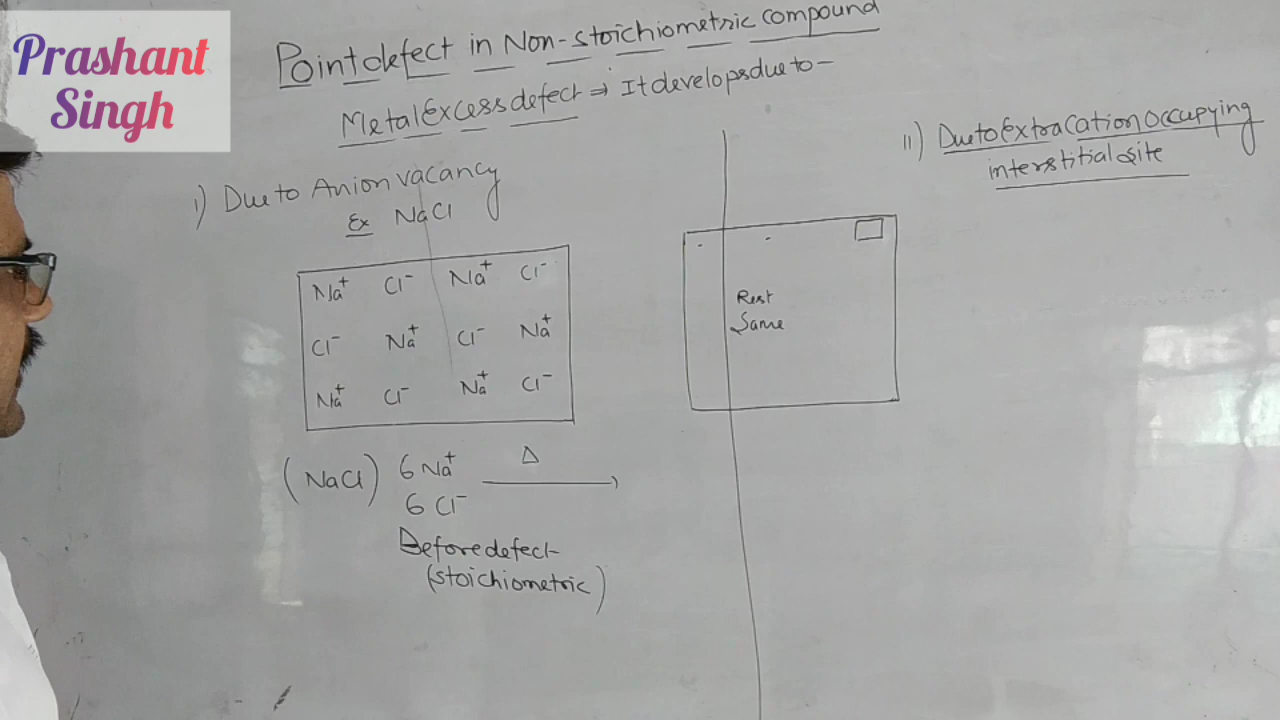 Prashant
Singh
Point defect in Non-stoichiometric compound
Metal Excess defect ⇒ It develops due to -
i) Due to Anion vacancy
Ex NaCl
Na+ Cl- Na+ Cl-
Cl- Na+ Cl- Na+
Na+ Cl- Na+ Cl-
(NaCl) 6 Na+ Δ
6 Cl-
Before defect
(stoichiometric)
Rest
Same
ii) Due to Extra Cation occupying
interstitial site